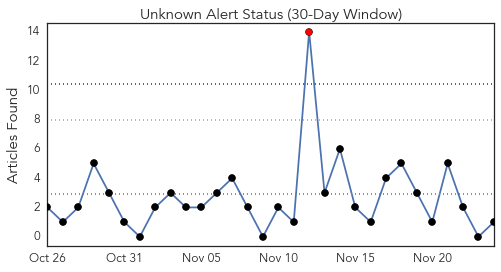 Unknown Alert Status (30-Day Window)
14
12
10
8
6
4
2
0
Articles Found
Oct 26 Oct 31 Nov 05 Nov 10 Nov 15 Nov 20